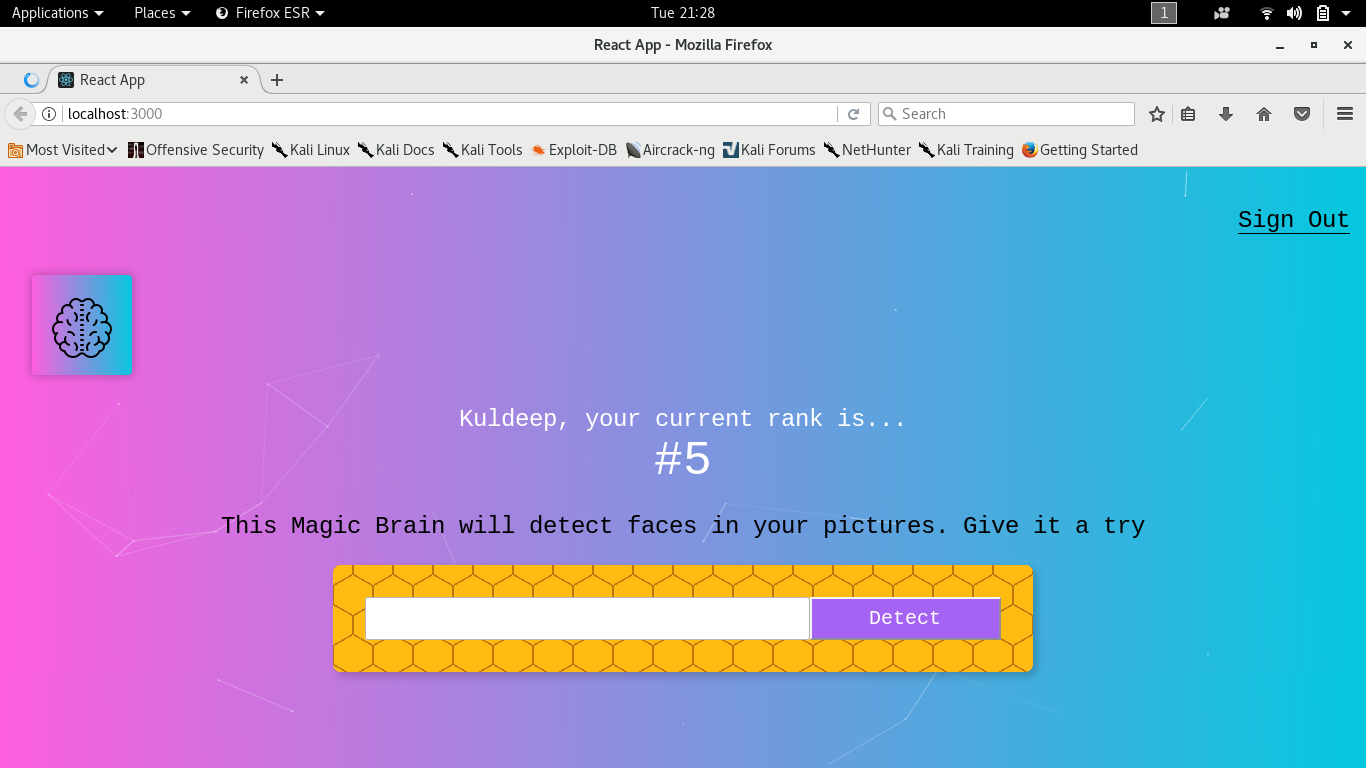 Applications Places Firefox ESR Tue 21:28 1
React App - Mozilla Firefox
React App
localhost:3000 Search
Most Visited Offensive Security Kali Linux Kali Docs Kali Tools Exploit-DB Aircrack-ng Kali Forums NetHunter Kali Training Getting Started
Sign Out
Kuldeep, your current rank is...
#5
This Magic Brain will detect faces in your pictures. Give it a try
Detect